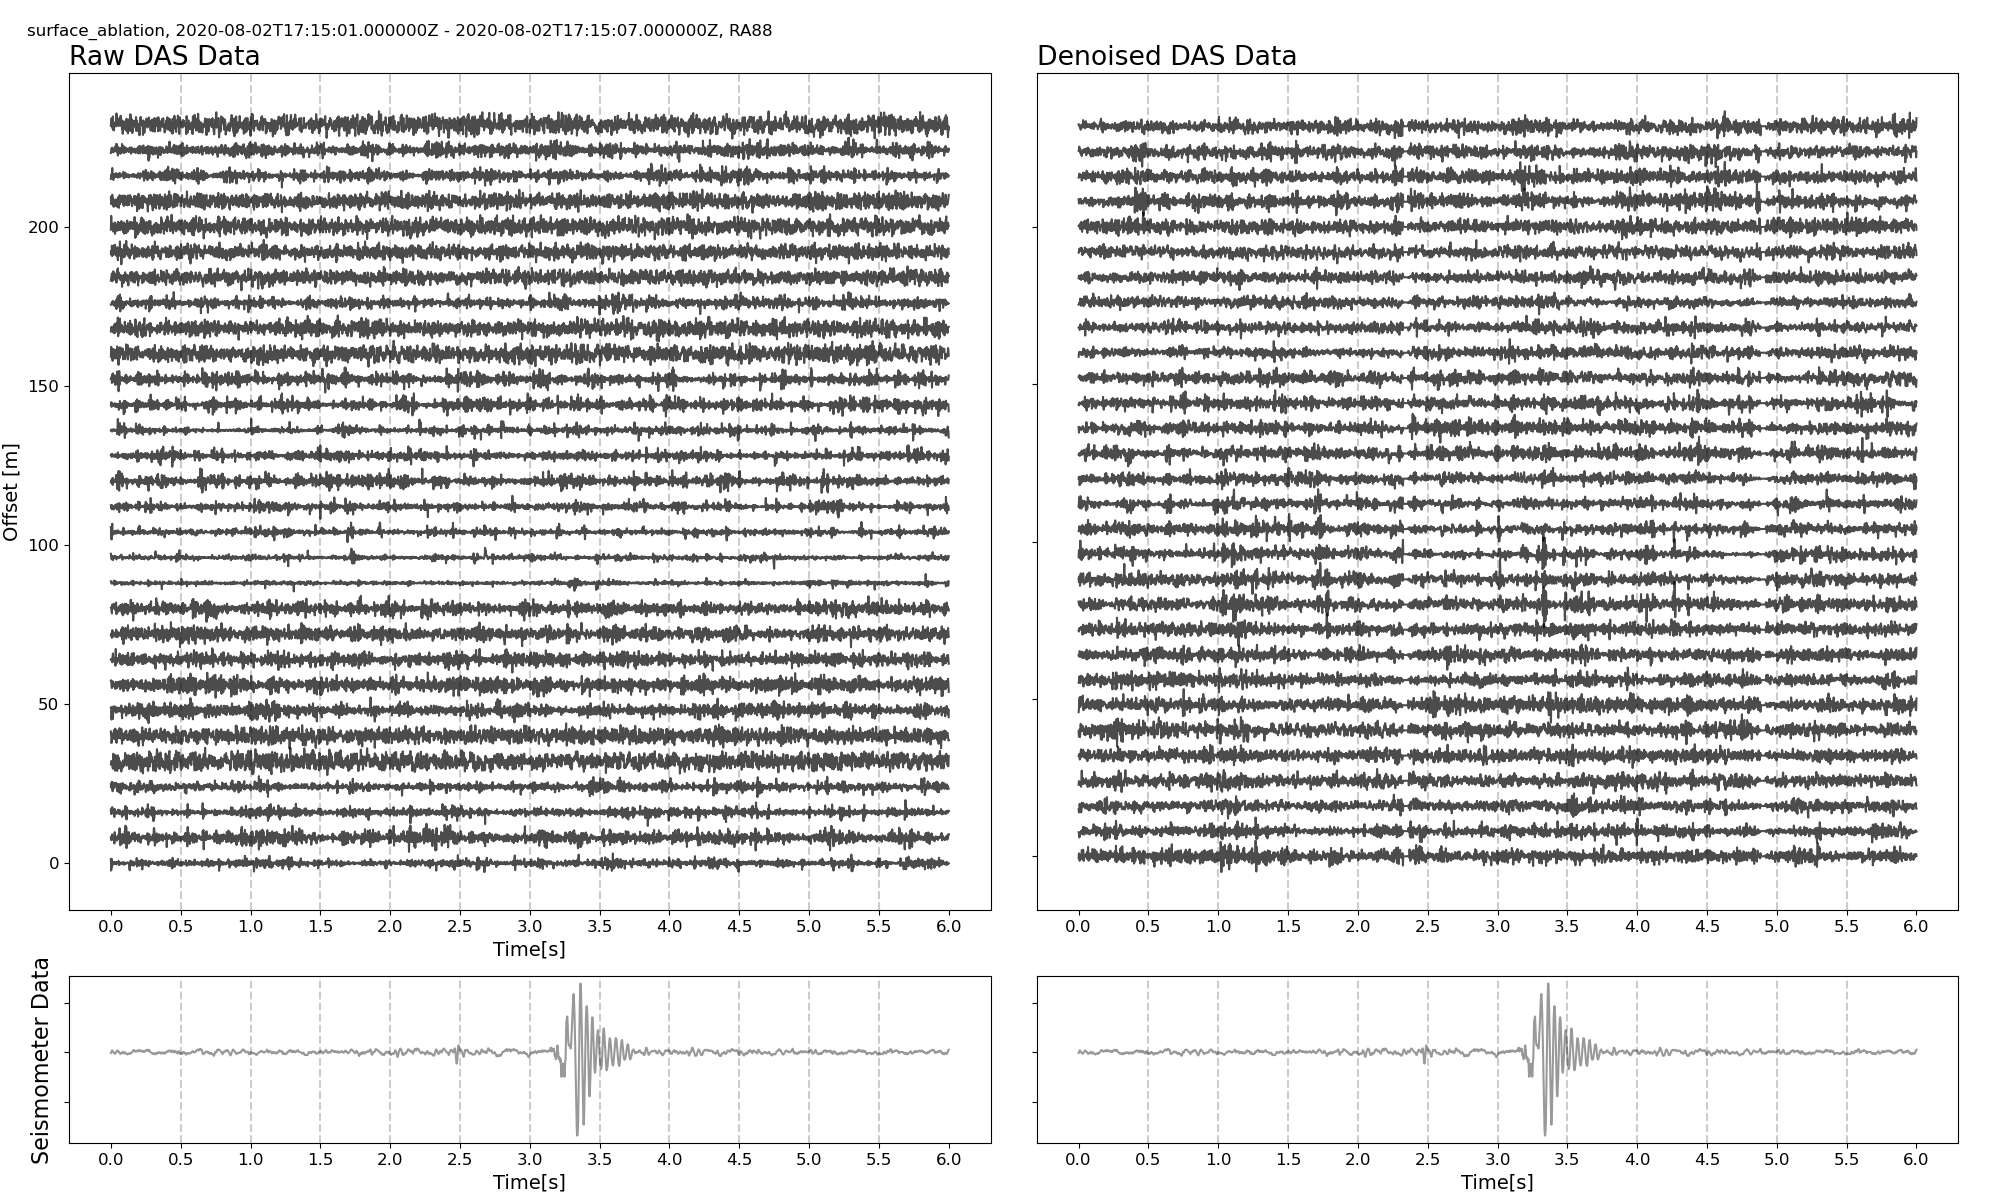 surface_ablation, 2020-08-02T17:15:01.000000Z - 2020-08-02T17:15:07.000000Z, RA88
Raw DAS Data
Denoised DAS Data
Offset [m]
200
150
100
50
0
0.0 0.5 1.0 1.5 2.0 2.5 3.0 3.5 4.0 4.5 5.0 5.5 6.0
Time[s]
0.0 0.5 1.0 1.5 2.0 2.5 3.0 3.5 4.0 4.5 5.0 5.5 6.0
Seismometer Data
0.0 0.5 1.0 1.5 2.0 2.5 3.0 3.5 4.0 4.5 5.0 5.5 6.0
Time[s]
0.0 0.5 1.0 1.5 2.0 2.5 3.0 3.5 4.0 4.5 5.0 5.5 6.0
Time[s]